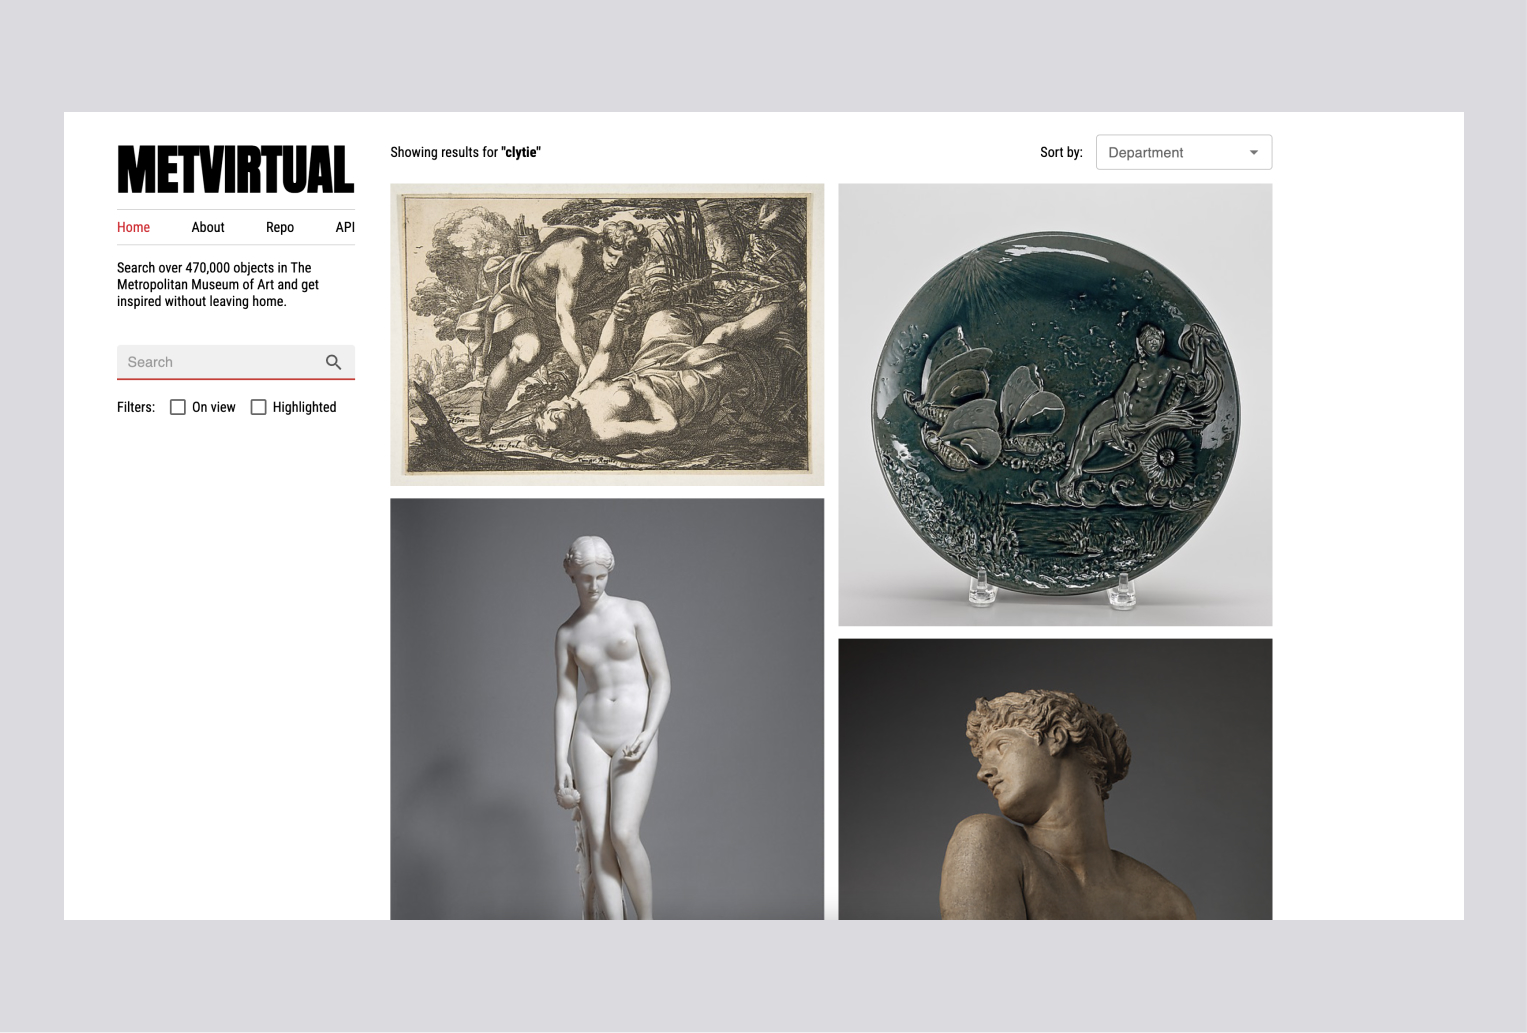 METVIRTUAL
Home About Repo API
Search over 470,000 objects in The
Metropolitan Museum of Art and get
inspired without leaving home.
Search
Filters: On view Highlighted
Showing results for "clytie"
Sort by: Department